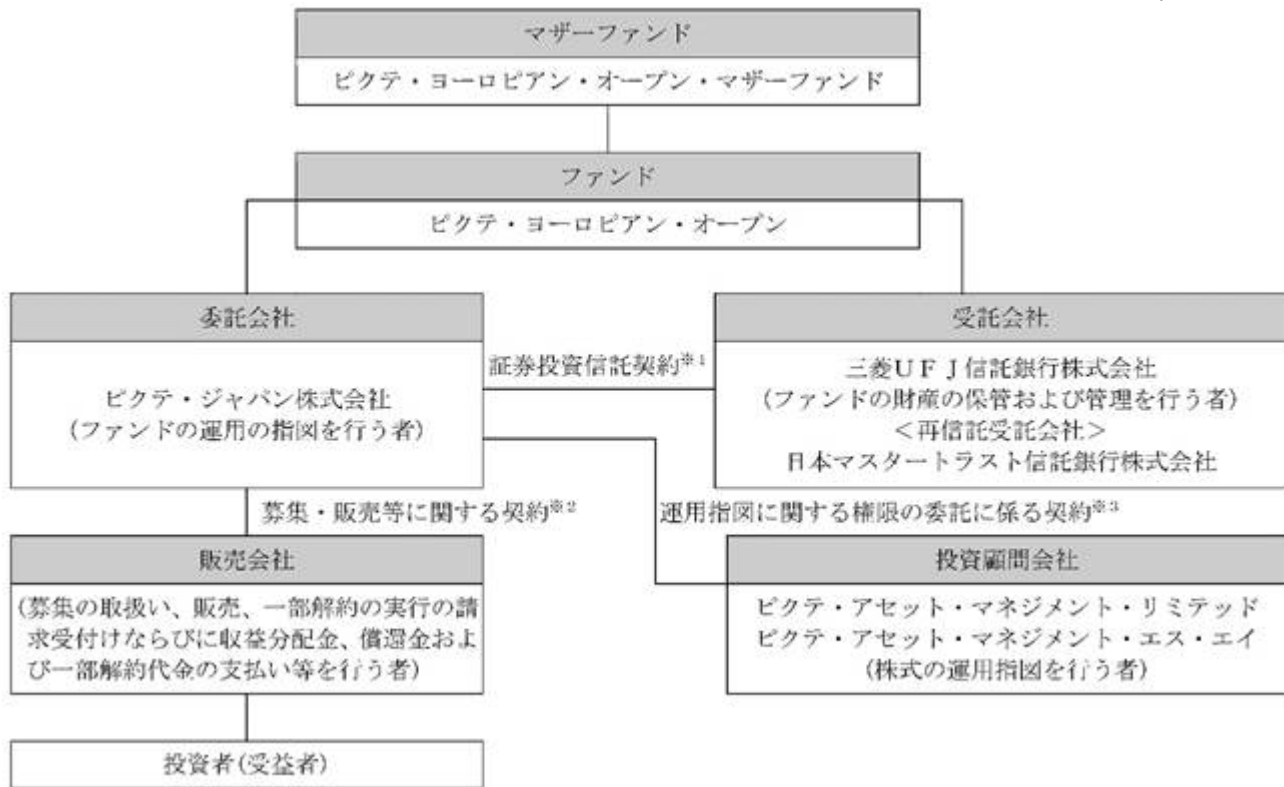 マザーファンド
ピクテ・ヨーロピアン・オープン・マザーファンド
ファンド
ピクテ・ヨーロピアン・オープン
委託会社
ピクテ・ジャパン株式会社
(ファンドの運用の指図を行う者)
証券投資信託契約※1
受託会社
三菱UFJ信託銀行株式会社
(ファンドの財産の保管および管理を行う者)
<再信託受託会社>
日本マスタートラスト信託銀行株式会社
募集・販売等に関する契約※2
運用指図に関する権限の委託に係る契約※3
販売会社
(募集の取扱い、販売、一部解約の実行の請
求受付けならびに収益分配金、償還金およ
び一部解約代金の支払い等を行う者)
投資顧問会社
ピクテ・アセット・マネジメント・リミテッド
ピクテ・アセット・マネジメント・エス・エイ
(株式の運用指図を行う者)
投資者(受益者)